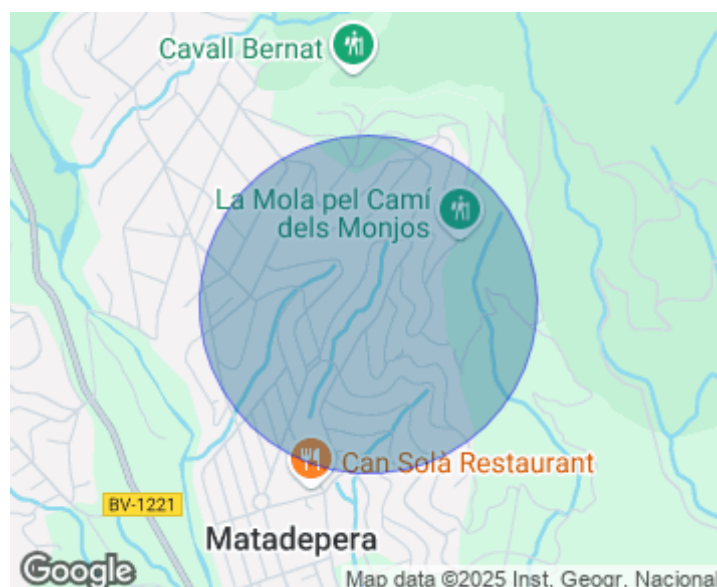 Cavall Bernat
La Mola pel Camí
dels Monjos
Can Solà Restaurant
BV-1221
Matadepera
Google
Map data ©2025 Inst. Geogr. Nacional